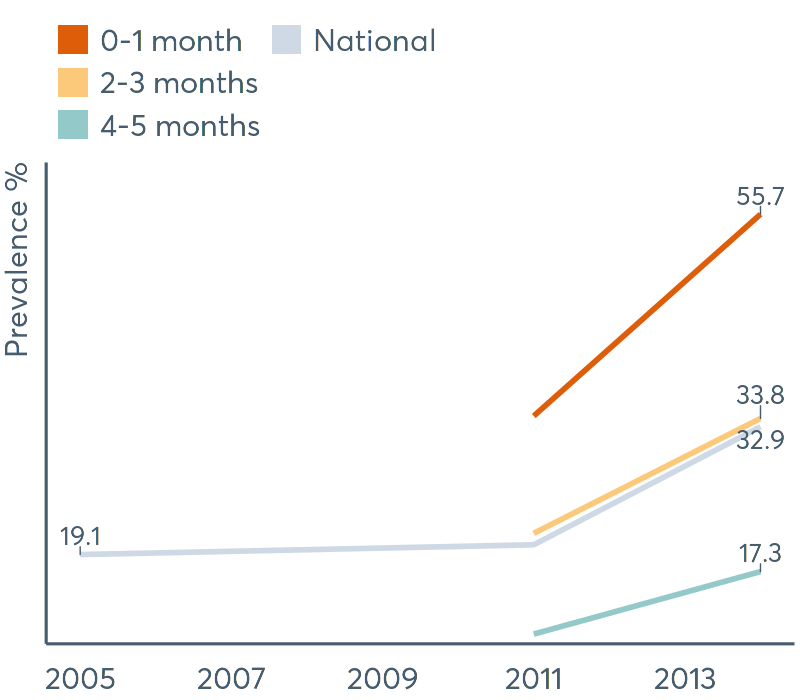 0-1 month National
2-3 months
4-5 months
Prevalence %
55.7
33.8
32.9
19.1
17.3
2005 2007 2009 2011 2013